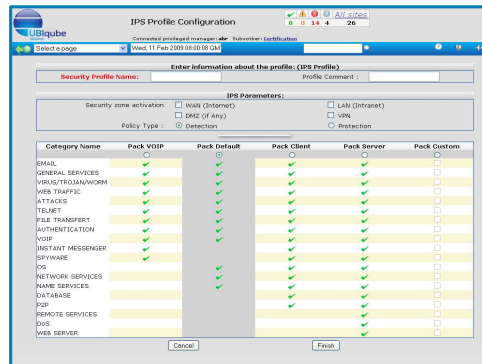 IPS Profile Configuration
8 0 14 4 26
All sites
UBIqube
Connected privileged manager: abr Subscriber: Certification
Select a page
Wed, 11 Feb 2009 08:00:08 GM
Enter information about the profile: (IPS Profile)
Security Profile Name: Profile Comment :
IPS Parameters:
Security zone activation WAN (Internet) LAN (Intranet)
DMZ (if Any) VPN
Policy Type : Detection Protection
Category Name Pack VOIP Pack Default Pack Client Pack Server Pack Custom
EMAIL
GENERAL SERVICES
VIRUS/TROJAN/WORM
WEB TRAFFIC
ATTACKS
TELNET
FILE TRANSFERT
AUTHENTICATION
VOIP
INSTANT MESSENGER
SPYWARE
OS
NETWORK SERVICES
NAME SERVICES
DATABASE
P2P
REMOTE SERVICES
DoS
WEB SERVER
Cancel Finish